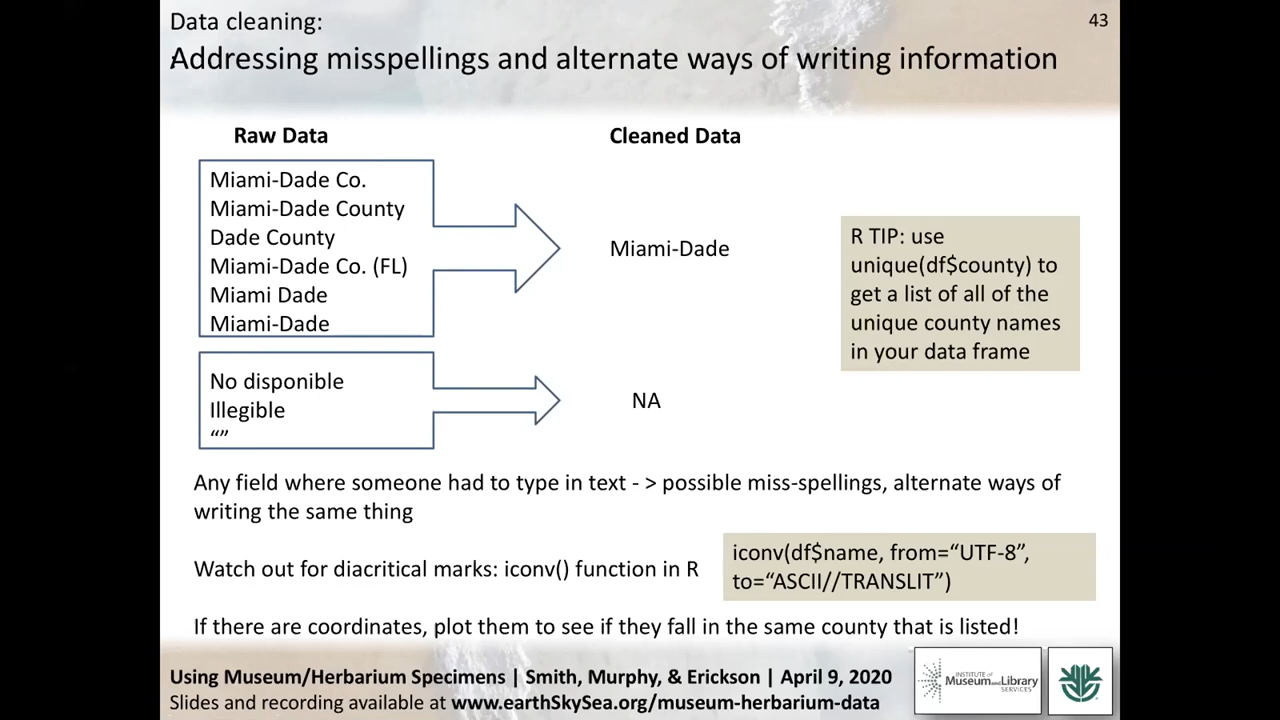 Data cleaning:
43
Addressing misspellings and alternate ways of writing information
Raw Data
Cleaned Data
Miami-Dade Co.
Miami-Dade County
Dade County
Miami-Dade Co. (FL)
Miami Dade
Miami-Dade
Miami-Dade
R TIP: use
unique(df$county) to
get a list of all of the
unique county names
in your data frame
No disponible
Illegible
“”
NA
Any field where someone had to type in text - > possible miss-spellings, alternate ways of
writing the same thing
Watch out for diacritical marks: iconv() function in R
iconv(df$name, from=“UTF-8”,
to=“ASCII//TRANSLIT”)
If there are coordinates, plot them to see if they fall in the same county that is listed!
Using Museum/Herbarium Specimens | Smith, Murphy, & Erickson | April 9, 2020
Slides and recording available at www.earthSkySea.org/museum-herbarium-data
INSTITUTE of
Museum and Library
SERVICES